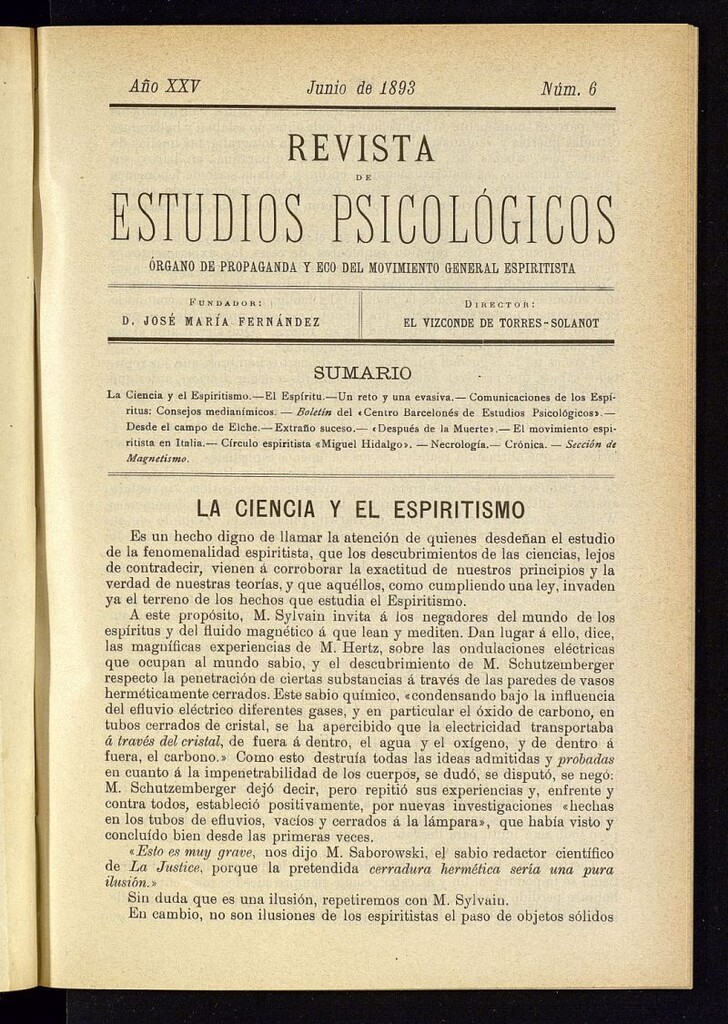 Año XXV Junio de 1893 Núm. 6
REVISTA
DE
ESTUDIOS PSICOLÓGICOS
ÓRGANO DE PROPAGANDA Y ECO DEL MOVIMIENTO GENERAL ESPIRITISTA
FUNDADOR:
D. JOSÉ MARÍA FERNÁNDEZ
DIRECTOR:
EL VIZCONDE DE TORRES-SOLANOT
SUMARIO
La Ciencia y el Espiritismo.—El Espíritu.—Un reto y una evasiva.—Comunicaciones de los Espí-
ritus: Consejos medianímicos. — Boletín del «Centro Barcelonés de Estudios Psicológicos».—
Desde el campo de Elche.—Extraño suceso.— «Después de la Muerte».—El movimiento espi-
ritista en Italia.— Círculo espiritista «Miguel Hidalgo». — Necrología.— Crónica. — Sección de
Magnetismo.
LA CIENCIA Y EL ESPIRITISMO
Es un hecho digno de llamar la atención de quienes desdeñan el estudio
de la fenomenalidad espiritista, que los descubrimientos de las ciencias, lejos
de contradecir, vienen á corroborar la exactitud de nuestros principios y la
verdad de nuestras teorías, y que aquéllos, como cumpliendo una ley, invaden
ya el terreno de los hechos que estudia el Espiritismo.
A este propósito, M. Sylvain invita á los negadores del mundo de los
espíritus y del fluido magnético á que lean y mediten. Dan lugar á ello, dice,
las magníficas experiencias de M. Hertz, sobre las ondulaciones eléctricas
que ocupan al mundo sabio, y el descubrimiento de M. Schutzemberger
respecto la penetración de ciertas substancias á través de las paredes de vasos
herméticamente cerrados. Este sabio químico, «condensando bajo la influencia
del efluvio eléctrico diferentes gases, y en particular el óxido de carbono, en
tubos cerrados de cristal, se ha apercibido que la electricidad transportaba
á través del cristal, de fuera á dentro, el agua y el oxígeno, y de dentro á
fuera, el carbono.» Como esto destruía todas las ideas admitidas y probadas
en cuanto á la impenetrabilidad de los cuerpos, se dudó, se disputó, se negó:
M. Schutzemberger dejó decir, pero repitió sus experiencias y, enfrente y
contra todos, estableció positivamente, por nuevas investigaciones «hechas
en los tubos de efluvios, vacíos y cerrados á la lámpara», que había visto y
concluído bien desde las primeras veces.
«Esto es muy grave, nos dijo M. Saborowski, el sabio redactor científico
de La Justice, porque la pretendida cerradura hermética sería una pura
ilusión.»
Sin duda que es una ilusión, repetiremos con M. Sylvain.
En cambio, no son ilusiones de los espiritistas el paso de objetos sólidos